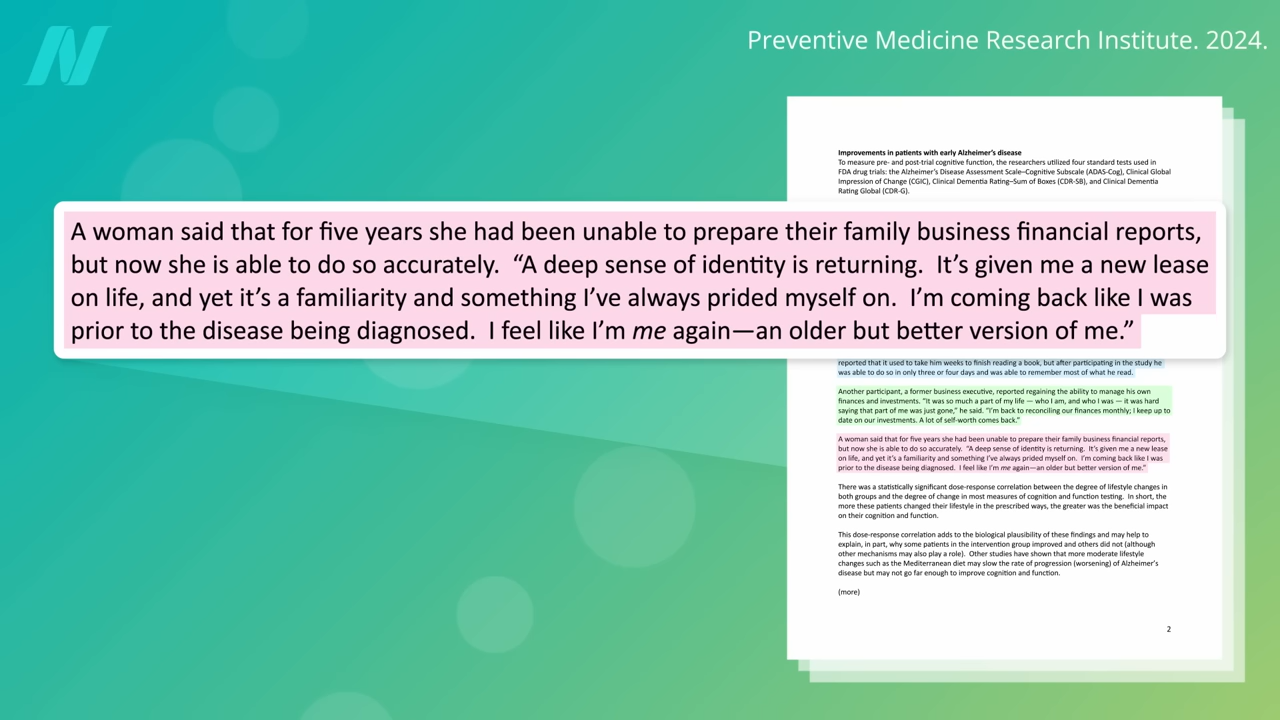 Preventive Medicine Research Institute. 2024.
Improvements in patients with early Alzheimer's disease
To measure pre- and post-trial cognitive function, the researchers utilized four standard tests used in
FDA drug trials: the Alzheimer's Disease Assessment Scale–Cognitive Subscale (ADAS-Cog), Clinical Global
Impression of Change (CGIC), Clinical Dementia Rating–Sum of Boxes (CDR-SB), and Clinical Dementia
Rating Global (CDR-G).
A woman said that for five years she had been unable to prepare their family business financial reports,
but now she is able to do so accurately.  “A deep sense of identity is returning.  It's given me a new lease
on life, and yet it's a familiarity and something I've always prided myself on.  I'm coming back like I was
prior to the disease being diagnosed.  I feel like I'm me again—an older but better version of me.”
reported that it used to take him weeks to finish reading a book, but after participating in the study he
was able to do so in only three or four days and was able to remember most of what he read.
Another participant, a former business executive, reported regaining the ability to manage his own
finances and investments. “It was so much a part of my life — who I am, and who I was — it was hard
saying that part of me was just gone,” he said. “I'm back to reconciling our finances monthly; I keep up to
date on our investments. A lot of self-worth comes back.”
A woman said that for five years she had been unable to prepare their family business financial reports,
but now she is able to do so accurately.  “A deep sense of identity is returning.  It's given me a new lease
on life, and yet it's a familiarity and something I've always prided myself on.  I'm coming back like I was
prior to the disease being diagnosed.  I feel like I'm me again—an older but better version of me.”
There was a statistically significant dose-response correlation between the degree of lifestyle changes in
both groups and the degree of change in most measures of cognition and function testing.  In short, the
more these patients changed their lifestyle in the prescribed ways, the greater was the beneficial impact
on their cognition and function.
This dose-response correlation adds to the biological plausibility of these findings and may help to
explain, in part, why some patients in the intervention group improved and others did not (although
other mechanisms may also play a role).  Other studies have shown that more moderate lifestyle
changes such as the Mediterranean diet may slow the rate of progression (worsening) of Alzheimer's
disease but may not go far enough to improve cognition and function.
(more)
2